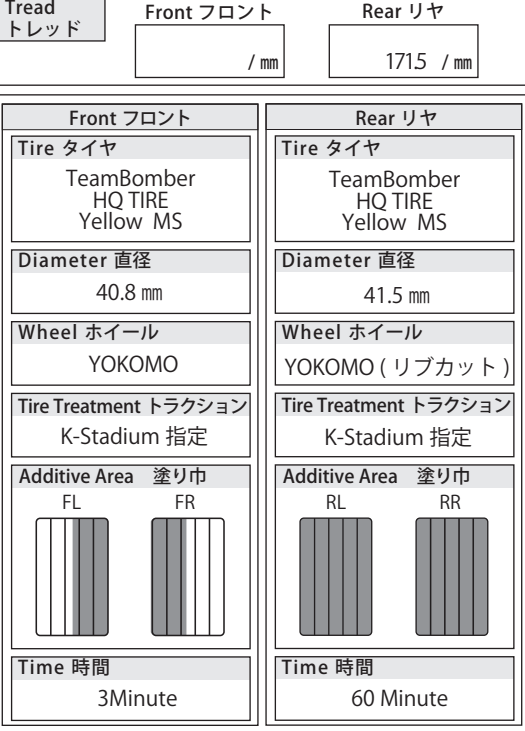 Tread
トレッド
Front フロント
Rear リヤ
/ ㎜
171.5 / ㎜
Front フロント
Tire タイヤ
TeamBomber
HQ TIRE
Yellow MS
Diameter 直径
40.8 ㎜
Wheel ホイール
YOKOMO
Tire Treatment トラクション
K-Stadium 指定
Additive Area 塗り巾
FL FR
Time 時間
3Minute
Rear リヤ
Tire タイヤ
TeamBomber
HQ TIRE
Yellow MS
Diameter 直径
41.5 ㎜
Wheel ホイール
YOKOMO ( リブカット )
Tire Treatment トラクション
K-Stadium 指定
Additive Area 塗り巾
RL RR
Time 時間
60 Minute